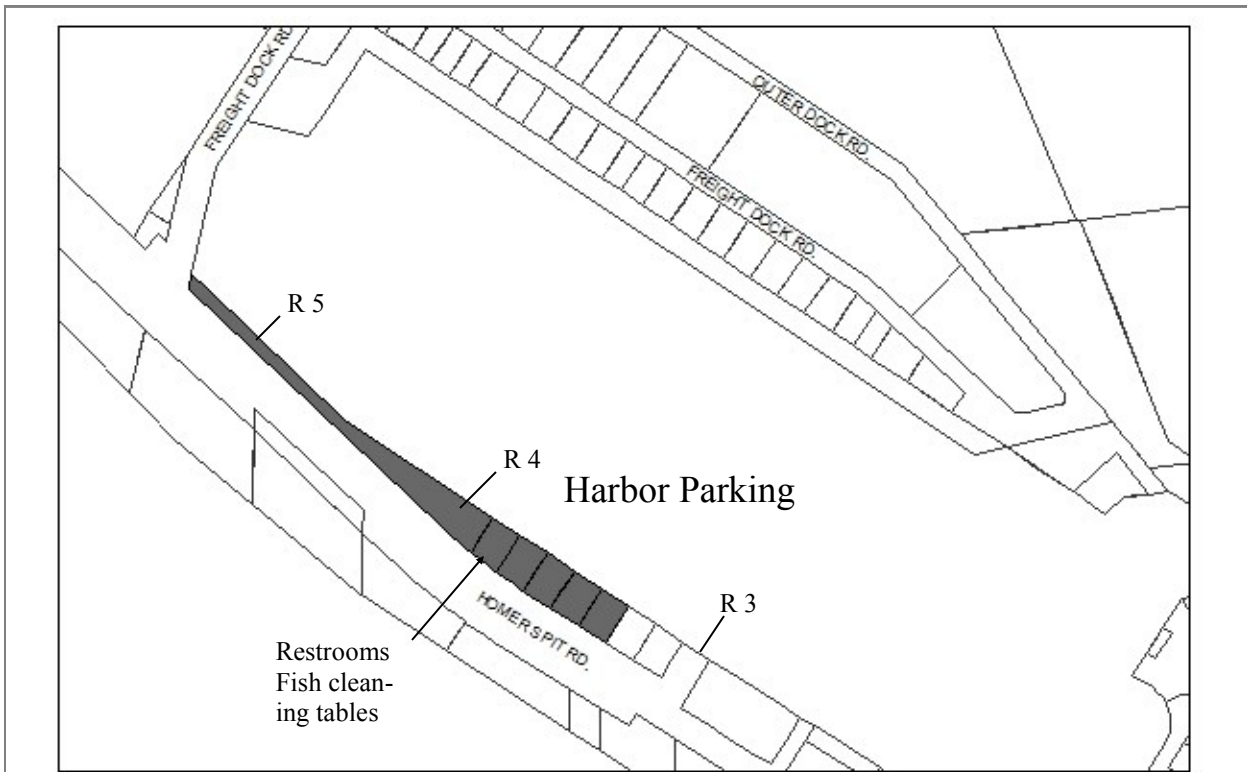 FREIGHT DOCK RD
OUTER DOCK RD.
FREIGHT DOCK RD.
R 5
R 4
Harbor Parking
R 3
HOMER SPIT RD.
Restrooms
Fish clean-
ing tables